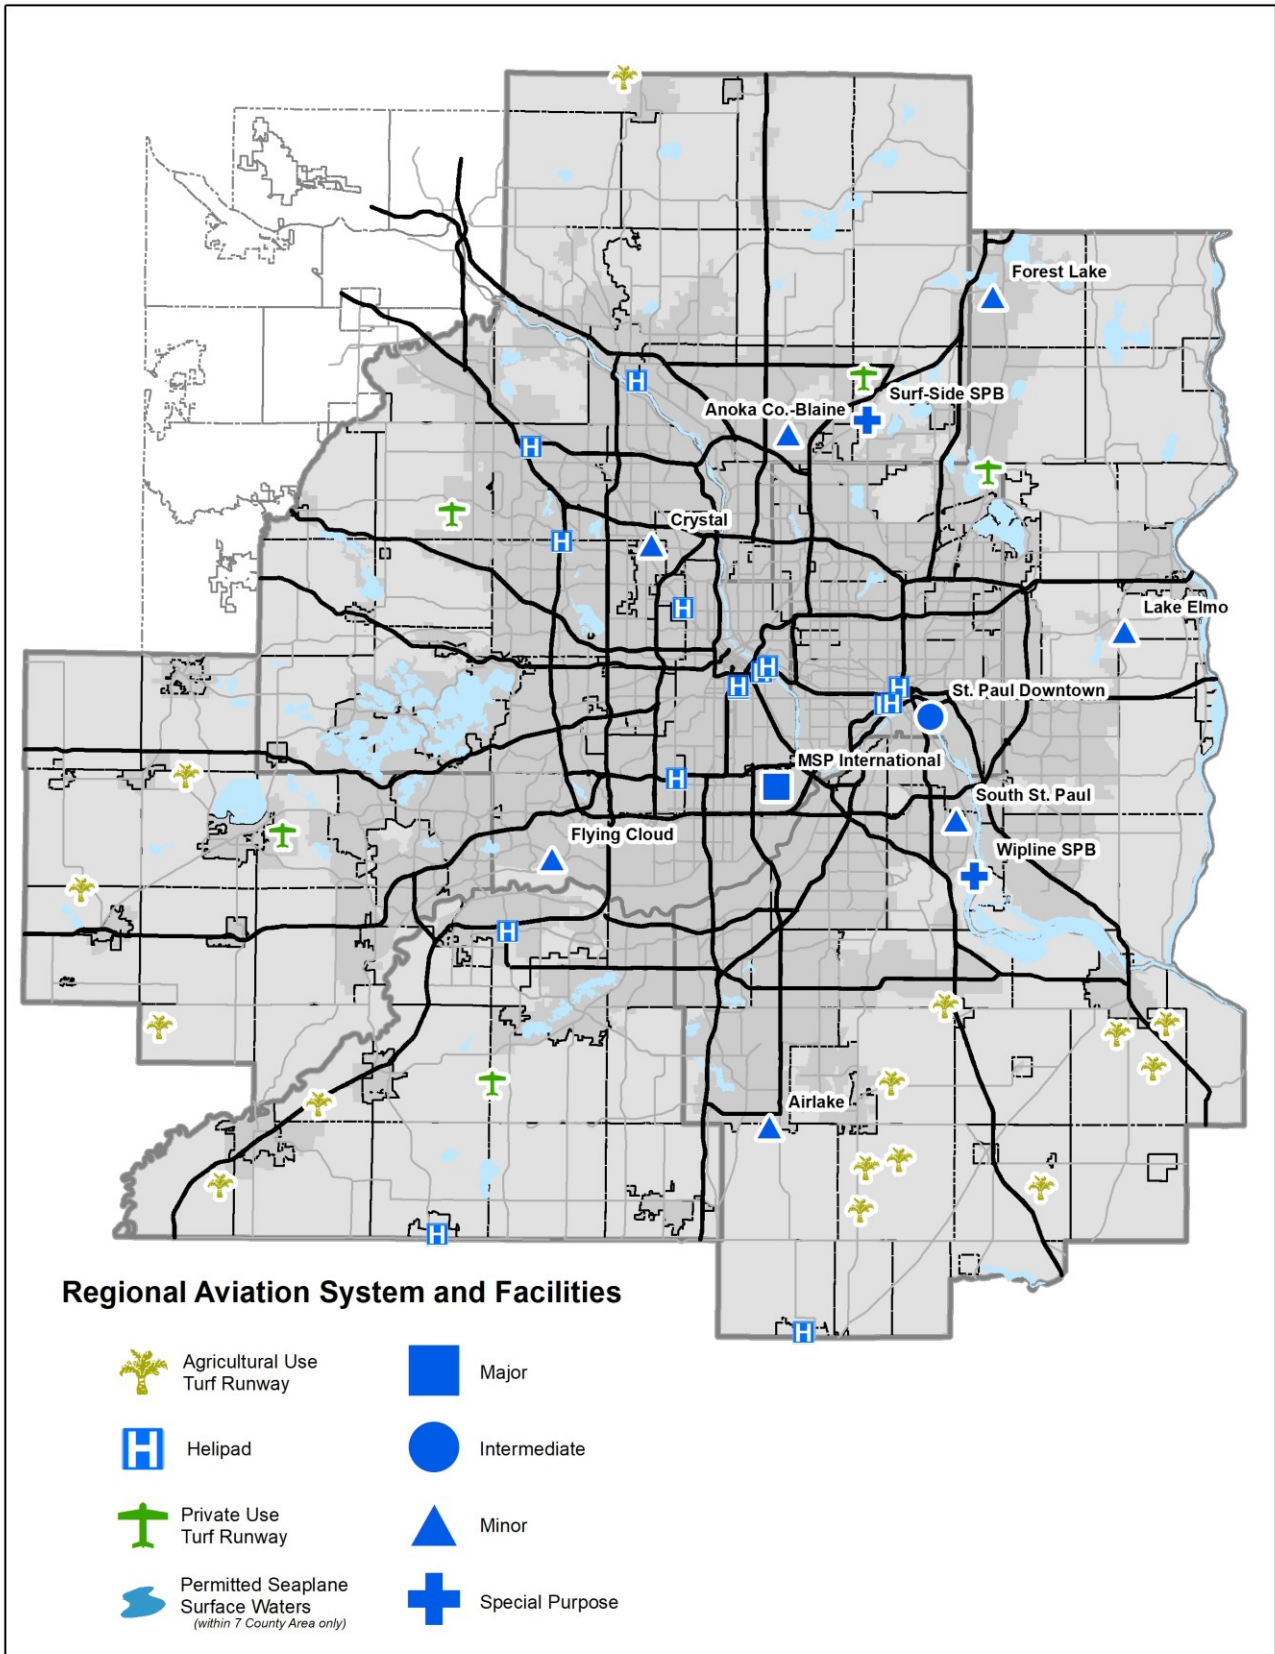 Forest Lake
Surf-Side SPB
Anoka Co.-Blaine
H
H
Crystal
H
H
Lake Elmo
H
H
H
St. Paul Downtown
H
MSP International
H
South St. Paul
Flying Cloud
Wipline SPB
H
Airlake
H
Regional Aviation System and Facilities
H
Agricultural Use
Turf Runway
Major
H
Helipad
Intermediate
Private Use
Turf Runway
Minor
Permitted Seaplane
Surface Waters
(within 7 County Area only)
Special Purpose